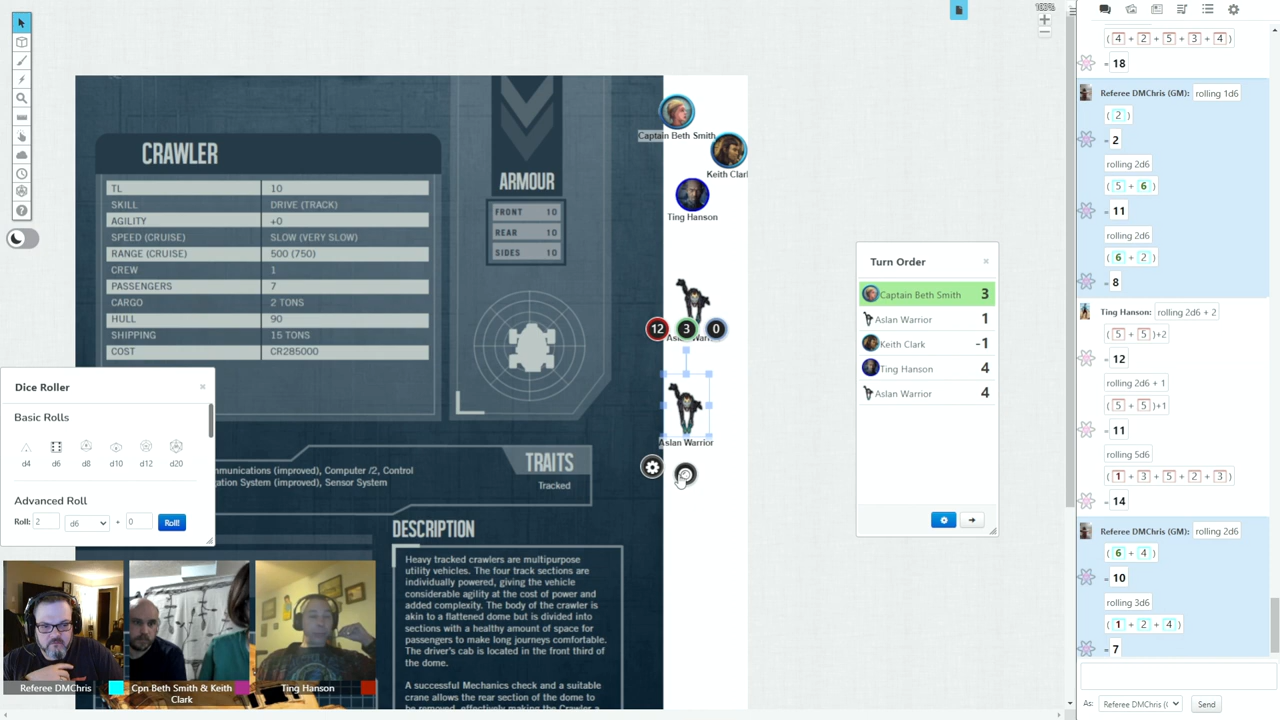 100%
CRAWLER
TL 10
SKILL DRIVE (TRACK)
AGILITY +0
SPEED (CRUISE) SLOW (VERY SLOW)
RANGE (CRUISE) 500 (750)
CREW 1
PASSENGERS 7
CARGO 2 TONS
HULL 90
SHIPPING 15 TONS
COST CR285000
ARMOUR
FRONT 10
REAR 10
SIDES 10
TRAITS
Tracked
mmunications (improved), Computer /2, Control
gation System (improved), Sensor System
DESCRIPTION
Heavy tracked crawlers are multipurpose
utility vehicles. The four track sections are
individually powered, giving the vehicle
considerable agility at the cost of power and
added complexity. The body of the crawler is
akin to a flattened dome but is divided into
sections with a healthy amount of space for
passengers to make long journeys comfortable.
The driver's cab is located in the front third of
the dome.
A successful Mechanics check and a suitable
crane allows the rear section of the dome to
be removed, effectively making the Crawler a
Captain Beth Smith
Keith Clark
Ting Hanson
12 3 0
Aslan Warrior
Dice Roller ×
Basic Rolls
d4 d6 d8 d10 d12 d20
Advanced Roll
Roll: 2 d6 + 0 Roll!
Referee DMChris
Cpn Beth Smith & Keith
Clark
Ting Hanson
Turn Order ×
Captain Beth Smith 3
Aslan Warrior 1
Keith Clark -1
Ting Hanson 4
Aslan Warrior 4
(4 + 2 + 5 + 3 + 4)
= 18
Referee DMChris (GM): rolling 1d6
(2)
= 2
rolling 2d6
(5 + 6)
= 11
rolling 2d6
(6 + 2)
= 8
Ting Hanson: rolling 2d6 + 2
(5 + 5)+2
= 12
rolling 2d6 + 1
(5 + 5)+1
= 11
rolling 5d6
(1 + 3 + 5 + 2 + 3)
= 14
Referee DMChris (GM): rolling 2d6
(6 + 4)
= 10
rolling 3d6
(1 + 2 + 4)
= 7
As: Referee DMChris (G Send